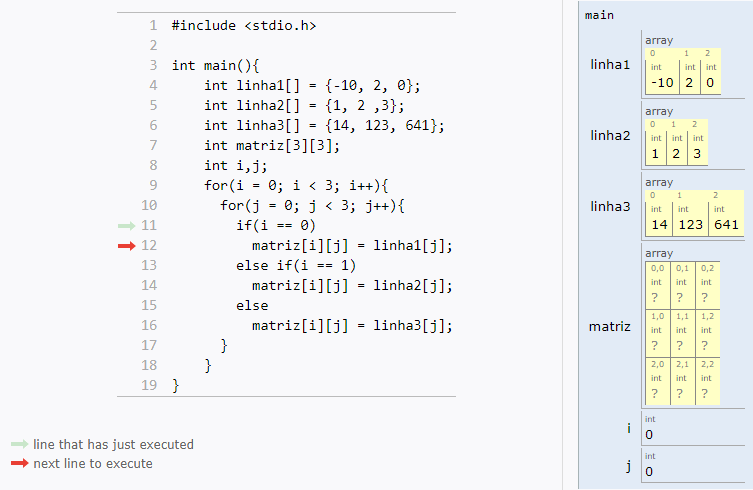 1 #include <stdio.h>
2
3 int main(){
4 int linha1[] = {-10, 2, 0};
5 int linha2[] = {1, 2 ,3};
6 int linha3[] = {14, 123, 641};
7 int matriz[3][3];
8 int i,j;
9 for(i = 0; i < 3; i++){
10 for(j = 0; j < 3; j++){
11 if(i == 0)
12 matriz[i][j] = linha1[j];
13 else if(i == 1)
14 matriz[i][j] = linha2[j];
15 else
16 matriz[i][j] = linha3[j];
17 }
18 }
19 }
line that has just executed
next line to execute
main
array
0 1 2
linha1
int int int
-10 2 0
array
0 1 2
linha2
int int int
1 2 3
array
0 1 2
linha3
int int int
14 123 641
array
0,0 0,1 0,2
int int int
? ? ?
1,0 1,1 1,2
matriz
int int int
? ? ?
2,0 2,1 2,2
int int int
? ? ?
i
int
0
j
int
0